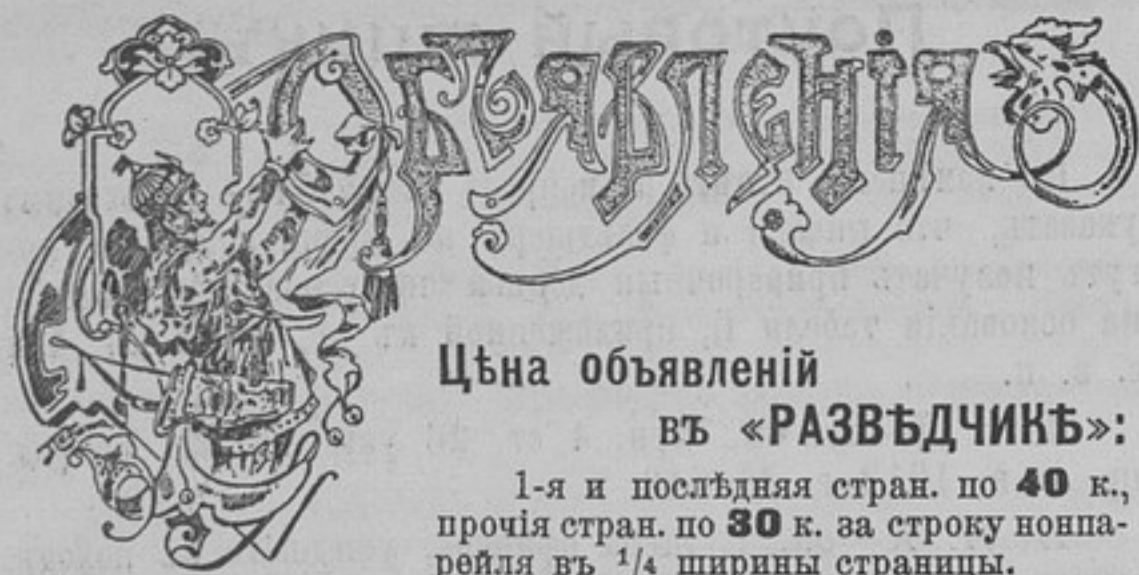 ОБЪЯВЛЕНІЯ
Цѣна объявленій
въ «РАЗВѢДЧИКѢ»:
1-я и послѣдняя стран. по 40 к.,
прочія стран. по 30 к. за строку нонпа-
рейля въ 1/4 ширины страницы.